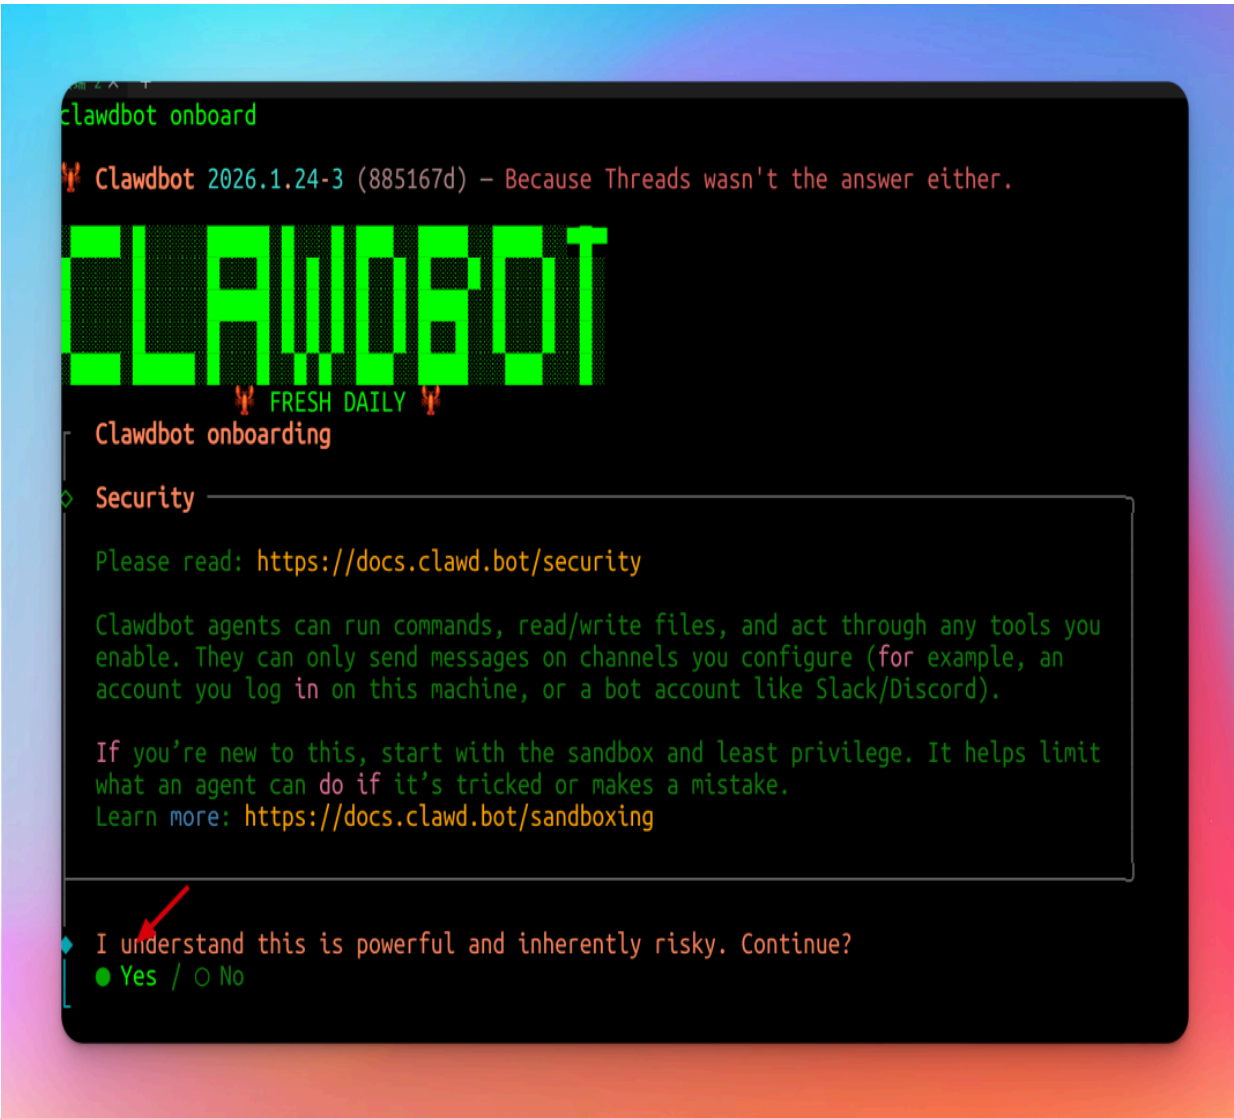 clawdbot onboard
🦞 Clawdbot 2026.1.24-3 (885167d) — Because Threads wasn't the answer either.
CLAWDBOT
🦞 FRESH DAILY 🦞
Clawdbot onboarding
Security
Please read: https://docs.clawd.bot/security
Clawdbot agents can run commands, read/write files, and act through any tools you
enable. They can only send messages on channels you configure (for example, an
account you log in on this machine, or a bot account like Slack/Discord).
If you’re new to this, start with the sandbox and least privilege. It helps limit
what an agent can do if it’s tricked or makes a mistake.
Learn more: https://docs.clawd.bot/sandboxing
I understand this is powerful and inherently risky. Continue?
● Yes / ○ No